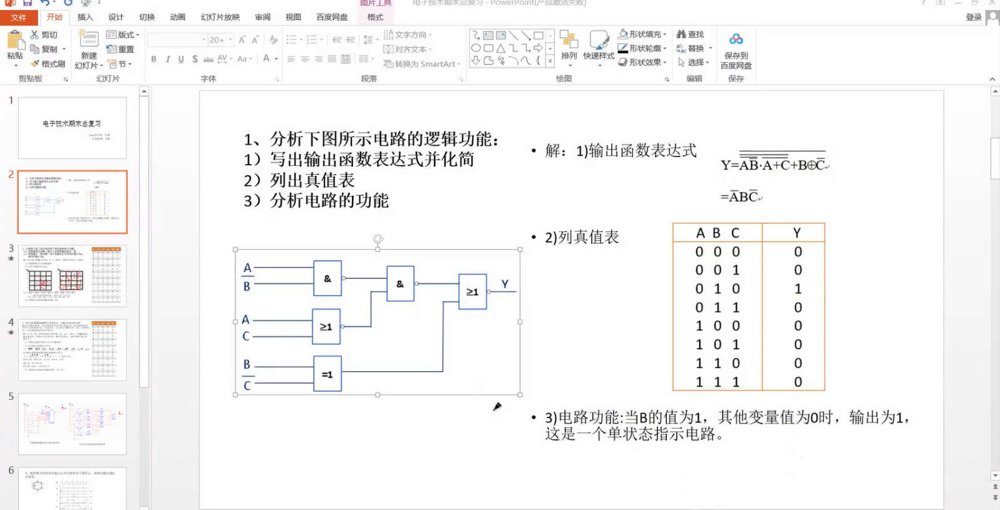 图片工具
电子技术期末总复习 - PowerPoint(产品激活失败)
文件 开始 插入 设计 切换 动画 幻灯片放映 审阅 视图 百度网盘 格式 登录
粘贴 剪切 复制 格式刷
新建 幻灯片 版式 重置 节
20+ A A
B I U S abc AV Aa A
文字方向 对齐文本 转换为 SmartArt
排列 快速样式 形状填充 形状轮廓 形状效果
查找 替换 选择
保存到 百度网盘
剪贴板 幻灯片 字体 段落 绘图 编辑 保存
1
电子技术期末总复习
2
3
4
5
6
1、分析下图所示电路的逻辑功能：
1）写出输出函数表达式并化简
2）列出真值表
3）分析电路的功能
A
B̅
&
&
≥1
Y
A
C
≥1
B
C̅
=1
• 解：1)输出函数表达式
Y=AB̅·A+C+B⊕C̅
=A̅BC̅
• 2)列真值表
A B C Y
0 0 0 0
0 0 1 0
0 1 0 1
0 1 1 0
1 0 0 0
1 0 1 0
1 1 0 0
1 1 1 0
• 3)电路功能:当B的值为1，其他变量值为0时，输出为1，
这是一个单状态指示电路。